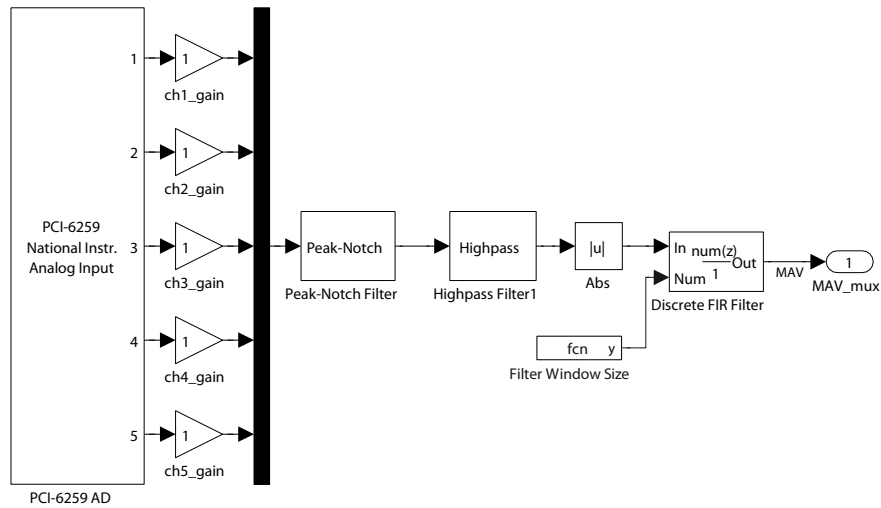 1
1
ch1_gain
2
1
ch2_gain
PCI-6259
National Instr.
Analog Input
3
1
ch3_gain
4
1
ch4_gain
5
1
ch5_gain
PCI-6259 AD
Peak-Notch
Peak-Notch Filter
Highpass
Highpass Filter1
|u|
Abs
fcn y
Filter Window Size
In num(z) Out
Num 1
Discrete FIR Filter
MAV
1
MAV_mux